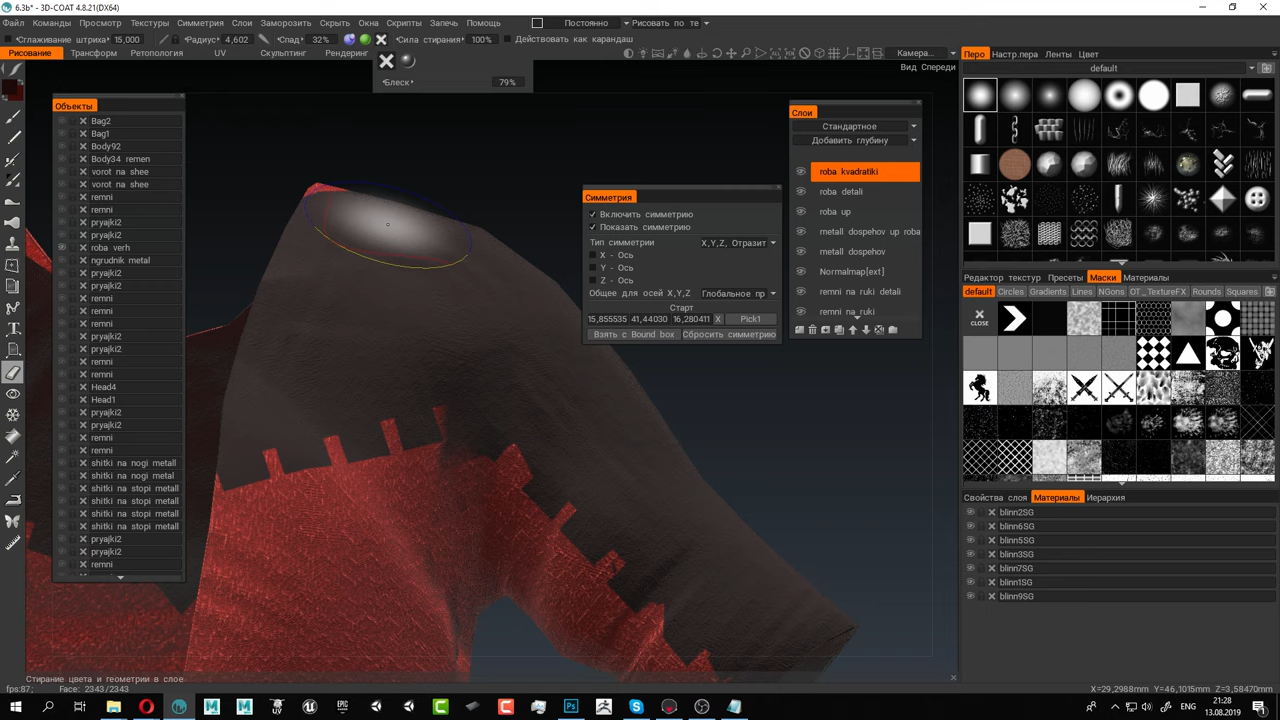 6.3b* - 3D-COAT 4.8.21(DX64)
Файл Команды Просмотр Текстуры Симметрия Слои Заморозить Скрыть Окна Скрипты Запечь Помощь Постоянно Рисовать по те
Сглаживание штриха 15,000 Радиус 4,602 Спад 32% Сила стирания 100% Действовать как карандаш
Рисование Трансформ Ретопология UV Скульптинг Рендеринг Камера...
Вид Спереди
Блеск 79%
Объекты
Bag2
Bag1
Body92
Body34 remen
vorot na shee
vorot na shee
remni
remni
pryajki2
pryajki2
roba verh
ngrudnik metal
pryajki2
pryajki2
remni
remni
remni
pryajki2
pryajki2
remni
remni
Head4
Head1
pryajki2
remni
remni
shitki na nogi metall
shitki na nogi metal
shitki na stopi metall
shitki na stopi metall
shitki na stopi metall
shitki na stopi metall
pryajki2
pryajki2
remni
Симметрия
Включить симметрию
Показать симметрию
Тип симметрии X,Y,Z, Отразит
X - Ось
Y - Ось
Z - Ось
Общее для осей X,Y,Z Глобальное пр
Старт
15,855535 41,44030 16,280411 X Pick1
Взять с Bound box Сбросить симметрию
Слои
Стандартное
Добавить глубину
roba kvadratiki
roba detali
roba up
metall dospehov up roba
metall dospehov
Normalmap[ext]
remni na ruki detali
remni na ruki
Перо Настр.пера Ленты Цвет
default
Редактор текстур Пресеты Маски Материалы
default Circles Gradients Lines NGons OT_TextureFX Rounds Squares
CLOSE
Свойства слоя Материалы Иерархия
blinn2SG
blinn6SG
blinn5SG
blinn3SG
blinn7SG
blinn1SG
blinn9SG
Стирание цвета и геометрии в слое
fps:87; Face: 2343/2343
X=29,2988mm Y=46,1015mm Z=3,58470mm
UV
EPIC
ENG
21:28
13.08.2019